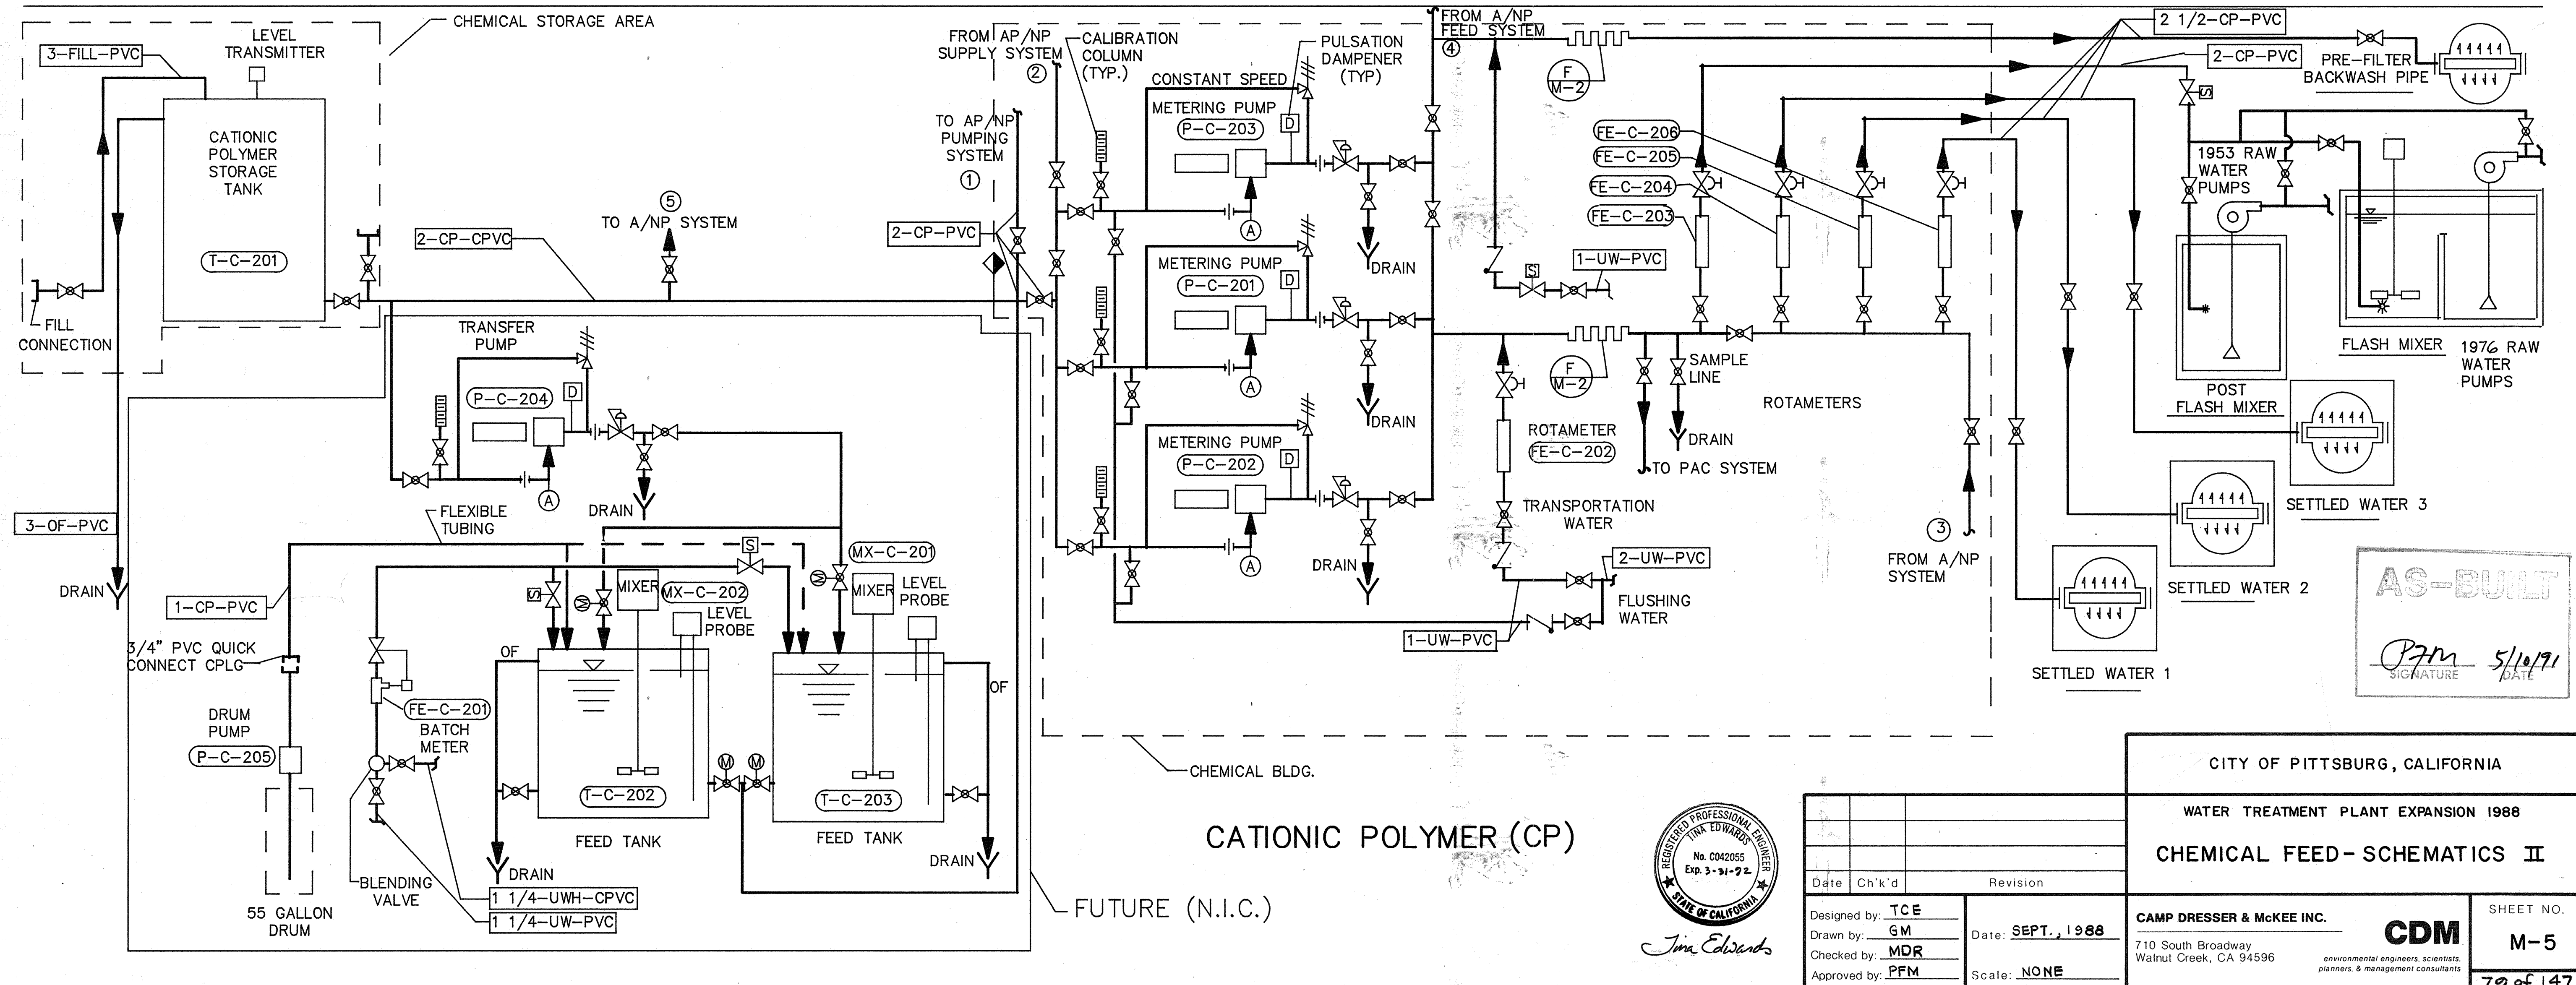 CHEMICAL STORAGE AREA
3-FILL-PVC
LEVEL
TRANSMITTER
CATIONIC
POLYMER
STORAGE
TANK
T-C-201
FILL
CONNECTION
3-OF-PVC
DRAIN
2-CP-CPVC
5
TO A/NP SYSTEM
TRANSFER
PUMP
P-C-204
D
A
DRAIN
FLEXIBLE
TUBING
1-CP-PVC
3/4" PVC QUICK
CONNECT CPLG
DRUM
PUMP
P-C-205
55 GALLON
DRUM
FE-C-201
BATCH
METER
BLENDING
VALVE
1 1/4-UWH-CPVC
1 1/4-UW-PVC
S
M
S
M
MIXER
MX-C-202
LEVEL
PROBE
MX-C-201
MIXER
LEVEL
PROBE
OF
OF
T-C-202
FEED TANK
M
M
T-C-203
FEED TANK
DRAIN
DRAIN
FUTURE (N.I.C.)
FROM AP/NP
SUPPLY SYSTEM
2
TO AP/NP
PUMPING
SYSTEM
1
2-CP-PVC
CALIBRATION
COLUMN
(TYP.)
CONSTANT SPEED
METERING PUMP
P-C-203
D
A
PULSATION
DAMPENER
(TYP)
DRAIN
METERING PUMP
P-C-201
D
A
DRAIN
METERING PUMP
P-C-202
D
A
DRAIN
FROM A/NP
FEED SYSTEM
4
F
M-2
S
1-UW-PVC
F
M-2
SAMPLE
LINE
DRAIN
TO PAC SYSTEM
ROTAMETER
FE-C-202
TRANSPORTATION
WATER
2-UW-PVC
FLUSHING
WATER
1-UW-PVC
FE-C-206
FE-C-205
FE-C-204
FE-C-203
ROTAMETERS
3
FROM A/NP
SYSTEM
CHEMICAL BLDG.
2 1/2-CP-PVC
2-CP-PVC
PRE-FILTER
BACKWASH PIPE
S
1953 RAW
WATER
PUMPS
FLASH MIXER
1976 RAW
WATER
PUMPS
POST
FLASH MIXER
SETTLED WATER 3
SETTLED WATER 2
SETTLED WATER 1
AS-BUILT
PFM 5/10/91
SIGNATURE DATE
CATIONIC POLYMER (CP)
REGISTERED PROFESSIONAL ENGINEER
TINA EDWARDS
No. C042055
Exp. 3-31-92
STATE OF CALIFORNIA
Tina Edwards
Date Ch'k'd Revision
Designed by: TCE
Drawn by: GM
Checked by: MDR
Approved by: PFM
Date: SEPT., 1988
Scale: NONE
CITY OF PITTSBURG, CALIFORNIA
WATER TREATMENT PLANT EXPANSION 1988
CHEMICAL FEED-SCHEMATICS II
CAMP DRESSER & McKEE INC.
710 South Broadway
Walnut Creek, CA 94596
CDM
environmental engineers, scientists,
planners, & management consultants
SHEET NO.
M-5
of 147